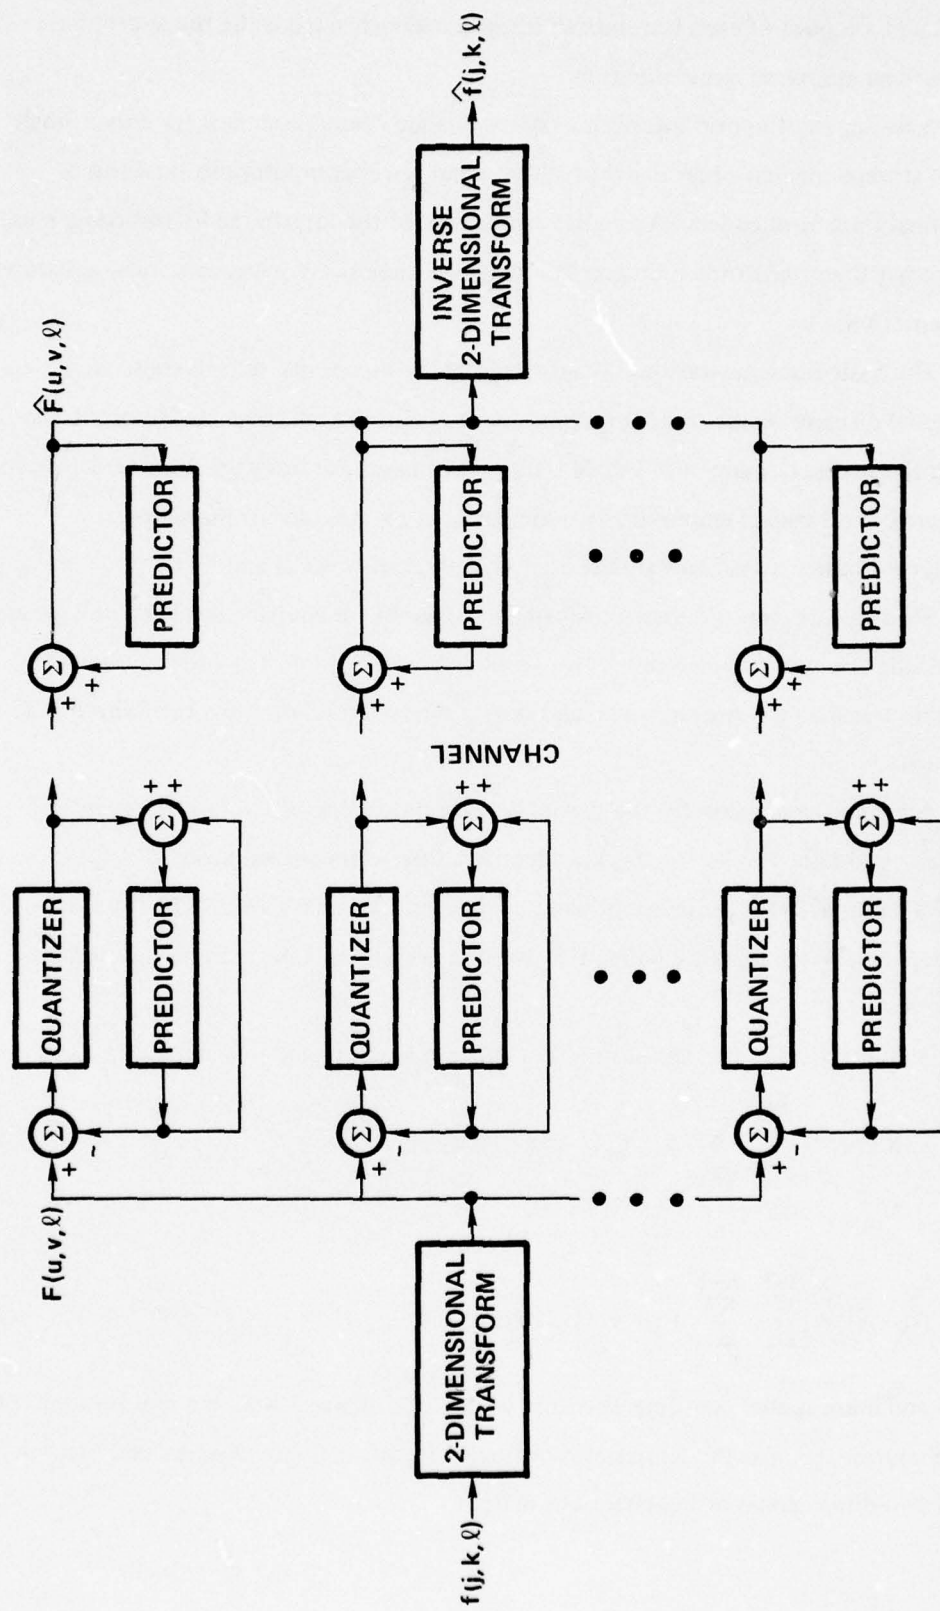 f(j,k,ℓ)
2-DIMENSIONAL
TRANSFORM
F(u,v,ℓ)
+
-
Σ
QUANTIZER
PREDICTOR
Σ
+
+
+
-
Σ
QUANTIZER
PREDICTOR
Σ
+
+
+
-
Σ
QUANTIZER
PREDICTOR
Σ
+
+
CHANNEL
+
+
Σ
PREDICTOR
+
+
Σ
PREDICTOR
+
+
Σ
PREDICTOR
F̂(u,v,ℓ)
INVERSE
2-DIMENSIONAL
TRANSFORM
f̂(j,k,ℓ)